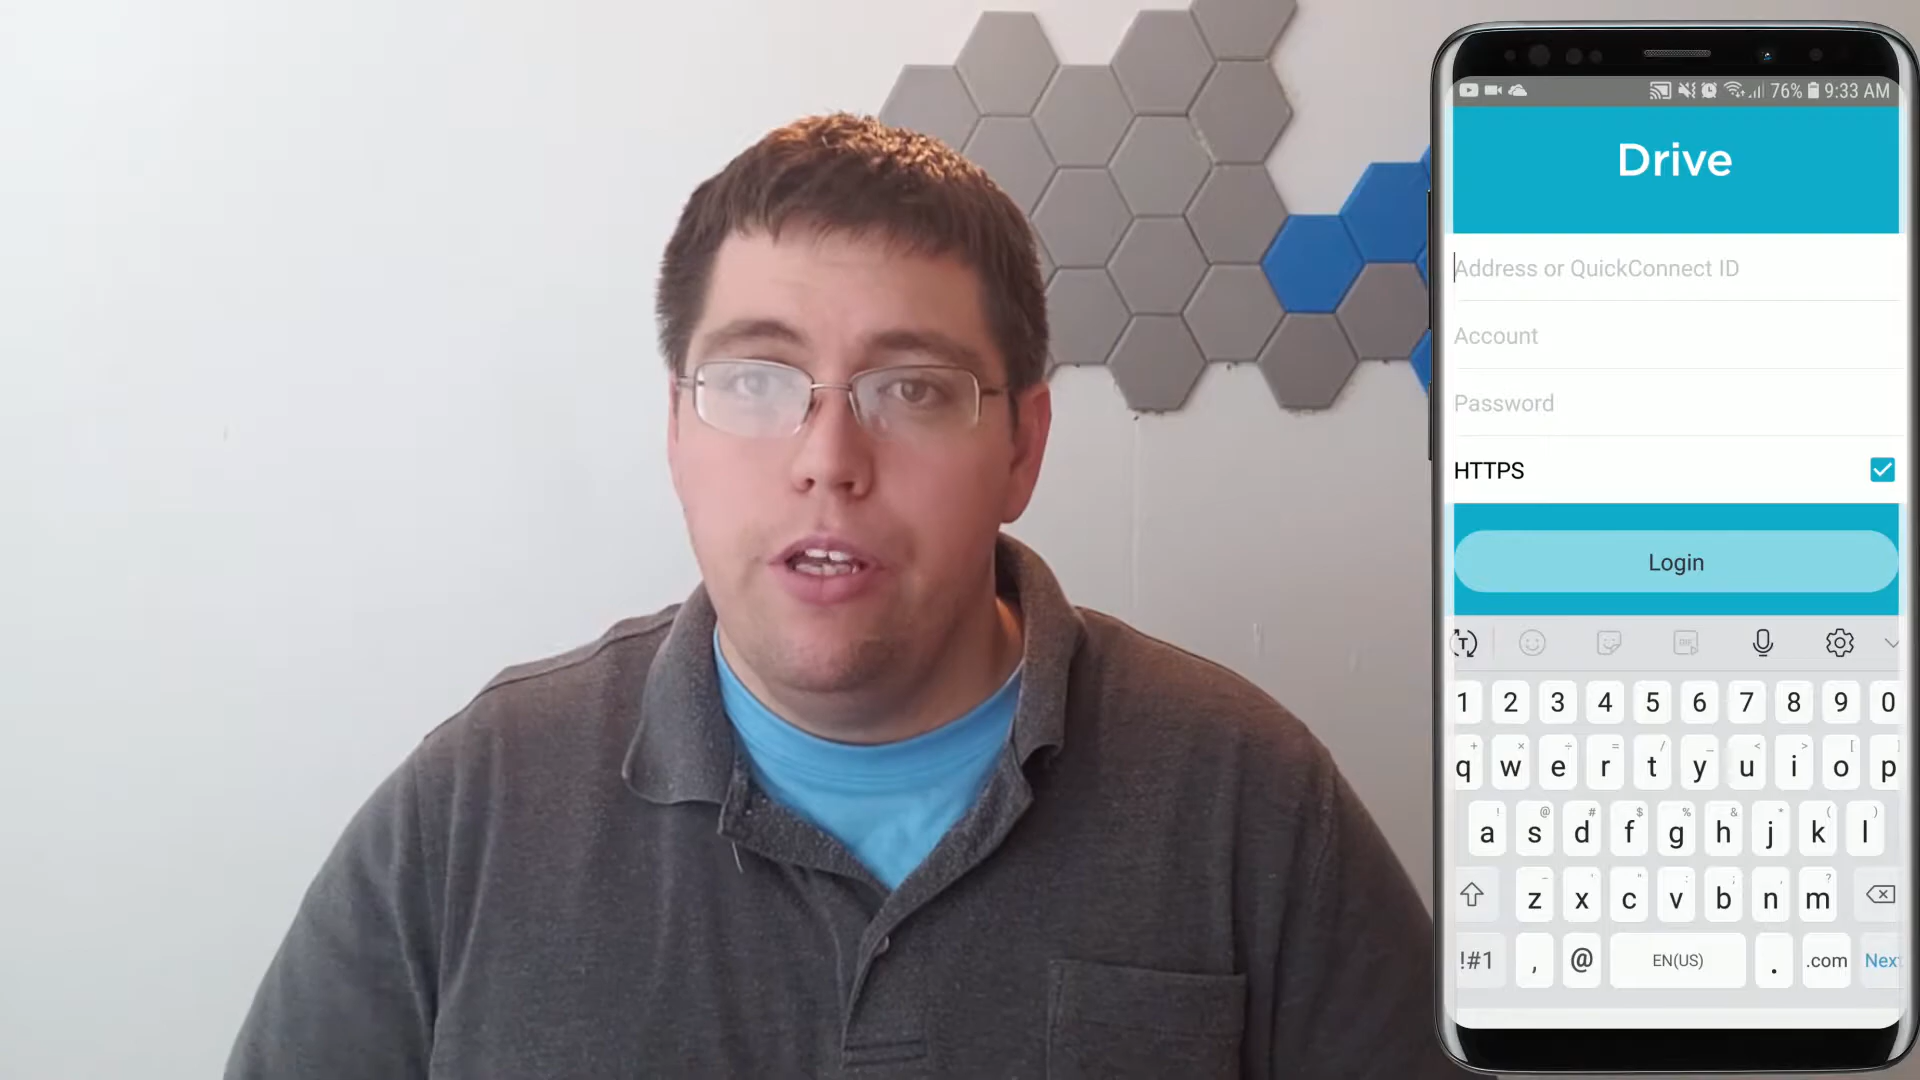 76% 9:33 AM
Drive
Address or QuickConnect ID
Account
Password
HTTPS
Login
1 2 3 4 5 6 7 8 9 0
+ × ÷ = / _ < > [ ]
q w e r t y u i o p
! @ # $ % & * ( )
a s d f g h j k l
- ' " : ; , ?
z x c v b n m
!#1 , @ EN(US) . .com Next